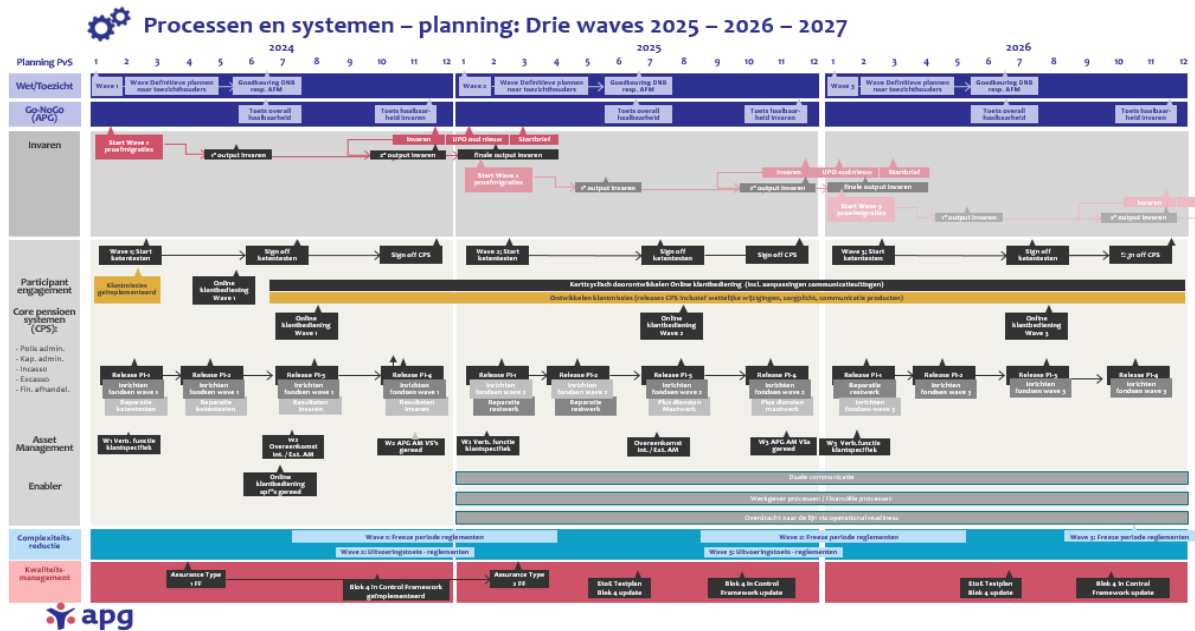 Processen en systemen – planning: Drie waves 2025 – 2026 – 2027
2024
2025
2026
Planning PvS
1 2 3 4 5 6 7 8 9 10 11 12
1 2 3 4 5 6 7 8 9 10 11 12
1 2 3 4 5 6 7 8 9 10 11 12
Wet/Toezicht
Wave 1
Wave Definitieve plannen
naar toezichthouders
Goedkeuring DNB
resp. AFM
Wave 2
Wave Definitieve plannen
naar toezichthouders
Goedkeuring DNB
resp. AFM
Wave 3
Wave Definitieve plannen
naar toezichthouders
Goedkeuring DNB
resp. AFM
Go-NoGo
(APG)
Toets overall
haalbaarheid
Toets haalbaar-
heid Invaren
Toets overall
haalbaarheid
Toets haalbaar-
heid Invaren
Toets overall
haalbaarheid
Toets haalbaar-
heid Invaren
Invaren
Start Wave 1
proefmigraties
1e output Invaren
2e output Invaren
Invaren
UPO oud nieuw
Startbrief
finale output Invaren
Start Wave 2
proefmigraties
1e output Invaren
2e output Invaren
Invaren
UPO oud nieuw
Startbrief
finale output Invaren
Start Wave 3
proefmigraties
1e output Invaren
2e output Invaren
Invaren
Wave 1: Start
ketentesten
Sign off
ketentesten
Sign off CPS
Wave 2: Start
ketentesten
Sign off
ketentesten
Sign off CPS
Wave 3: Start
ketentesten
Sign off
ketentesten
Sign off CPS
Participant
engagement
Klantmissies
geïmplementeerd
Online
klantbediening
Wave 1
Kortcyclisch doorontwikkelen Online klantbediening (incl. aanpassingen communicatieuitingen)
Ontwikkelen klantmissies (releases CPS inclusief wettelijke wijzigingen, zorgplicht, communicatie producten)
Core pensioen
systemen
(CPS):
- Polis admin.
- Kap. admin.
- Incasso
- Excasso
- Fin. afhandel.
Online
klantbediening
Wave 1
Online
klantbediening
Wave 2
Online
klantbediening
Wave 3
Release PI-1
Inrichten
fondsen wave 1
Reparatie
ketentesten
Release PI-2
Inrichten
fondsen wave 1
Reparatie
ketentesten
Release PI-3
Inrichten
fondsen wave 1
Resultaten
Invaren
Release PI-4
Inrichten
fondsen wave 1
Resultaten
Invaren
Release PI-1
Inrichten
fondsen wave 2
Reparatie
restwerk
Release PI-2
Inrichten
fondsen wave 2
Reparatie
restwerk
Release PI-3
Inrichten
fondsen wave 2
Plus diensten
Maatwerk
Release PI-4
Inrichten
fondsen wave 2
Plus diensten
maatwerk
Release PI-1
Reparatie
restwerk
Inrichten
fondsen wave 3
Release PI-2
Inrichten
fondsen wave 3
Release PI-3
Inrichten
fondsen wave 3
Release PI-4
Inrichten
fondsen wave 3
Asset
Management
W1 Verb. functie
klantspecifiek
W2
Overeenkomst
Int. / Ext. AM
W2 APG AM VS's
gereed
W2 Verb. functie
klantspecifiek
Overeenkomst
Int. / Ext. AM
W3 APG AM VSs
gereed
W3 Verb. functie
klantspecifiek
Enabler
Online
klantbediening
api"s gereed
Duale communicatie
Werkgever processen / Financiële processen
Overdracht naar de lijn via operational readiness
Complexiteits-
reductie
Wave 1: Freeze periode reglementen
Wave 2: Uitvoeringstoets - reglementen
Wave 2: Freeze periode reglementen
Wave 3: Uitvoeringstoets - reglementen
Wave 3: Freeze periode reglementen
Kwaliteits-
management
Assurance Type
1 FF
Blok 4 In Control Framework
geïmplementeerd
Assurance Type
2 FF
EtoE Testplan
Blok 4 update
Blok 4 In Control
Framework update
EtoE Testplan
Blok 4 update
Blok 4 In Control
Framework update
apg